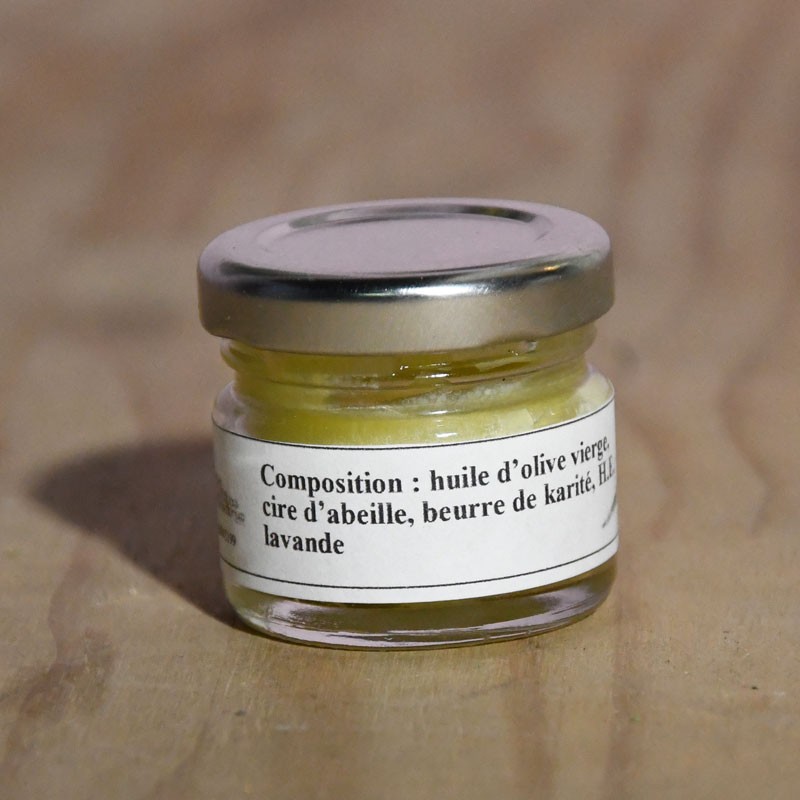 Composition : huile d'olive vierge,
cire d'abeille, beurre de karité, H.E.
lavande